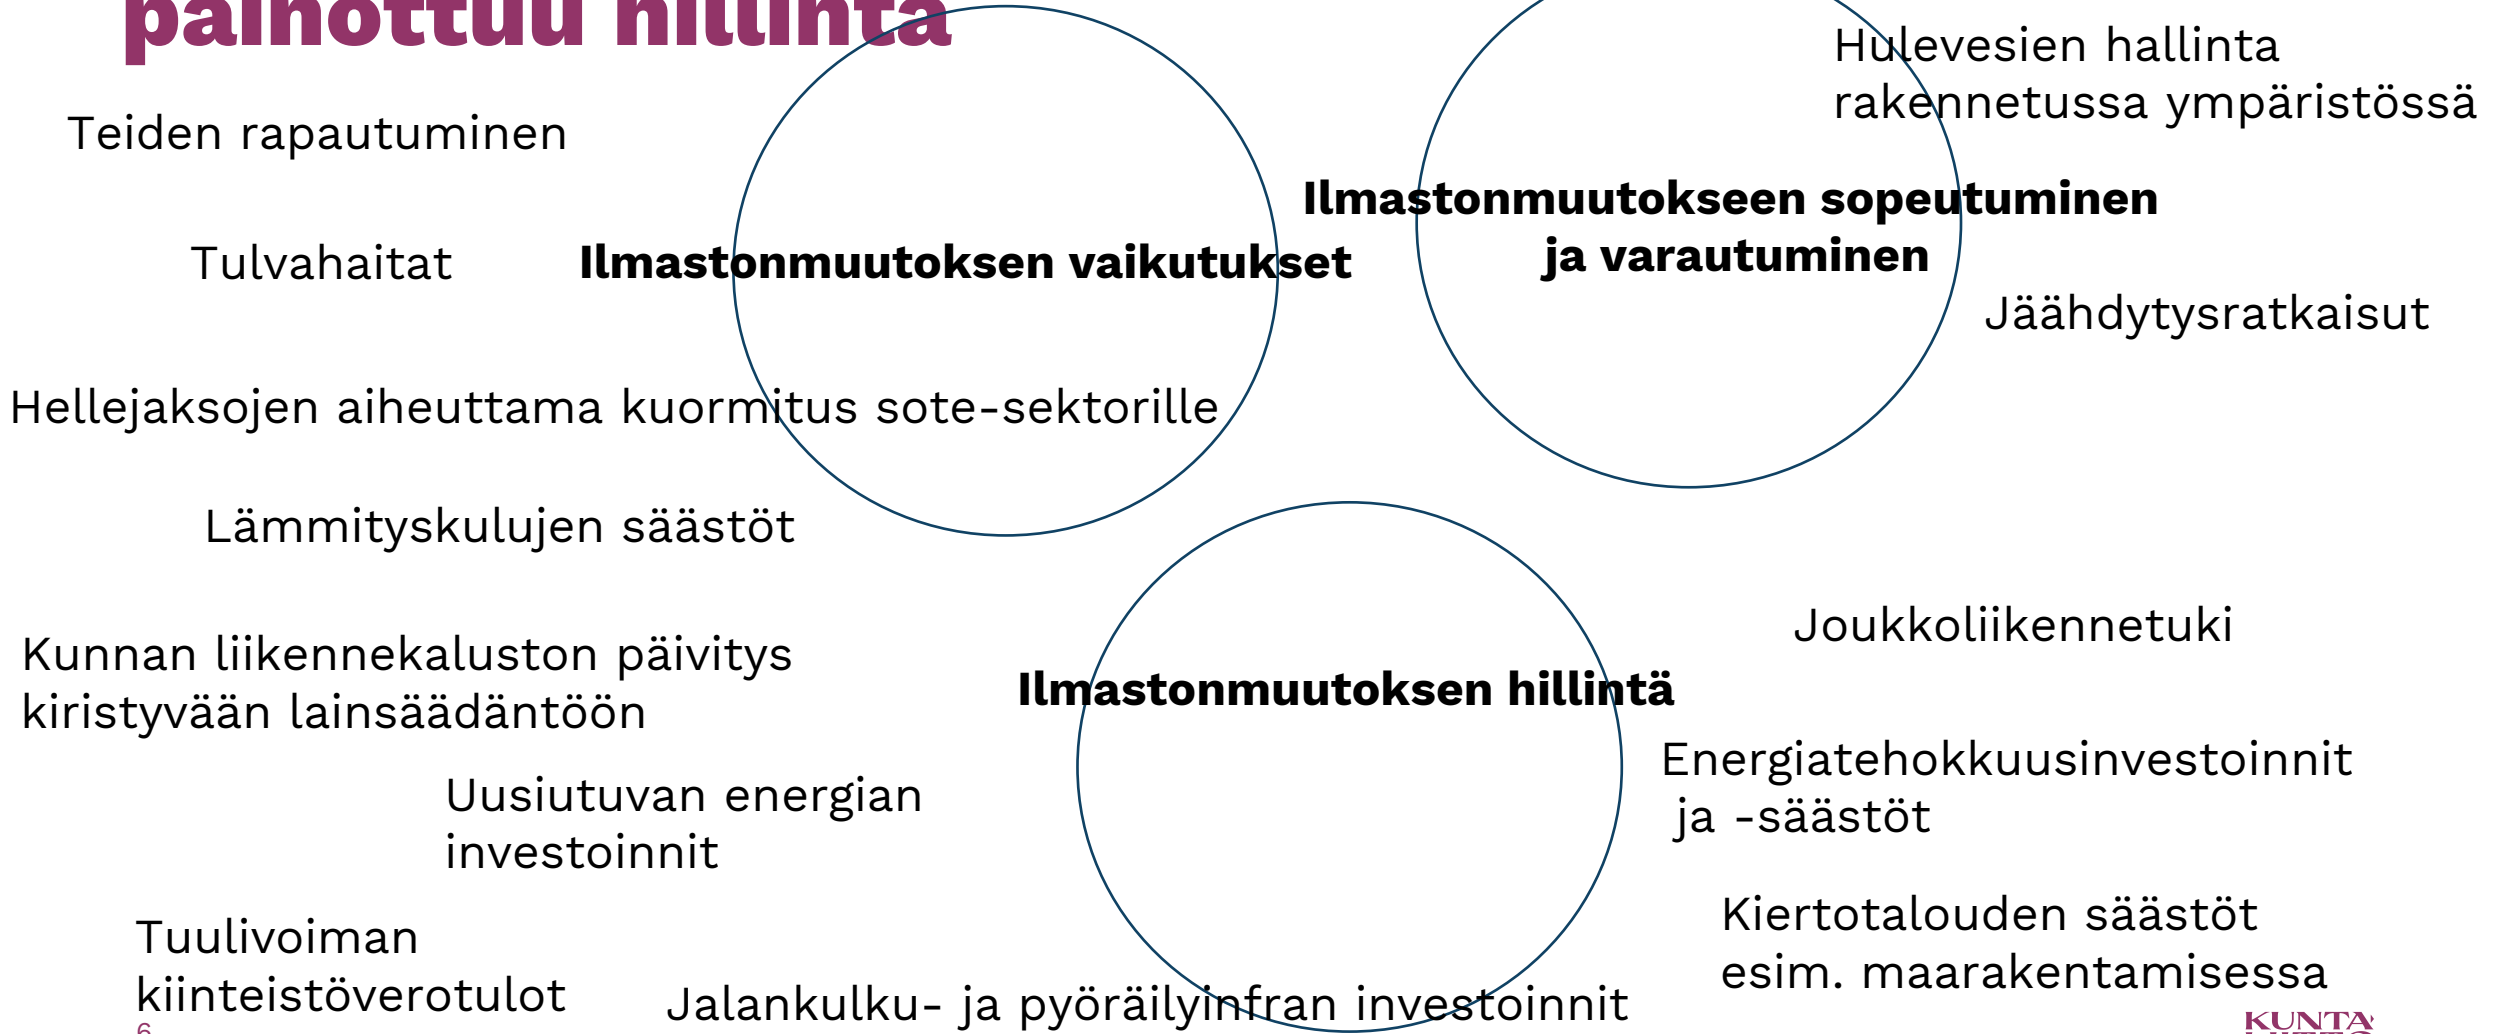 painottuu hillintä
Teiden rapautuminen
Tulvahaitat
Ilmastonmuutoksen vaikutukset
Hellejaksojen aiheuttama kuormitus sote-sektorille
Hulevesien hallinta
rakennetussa ympäristössä
Ilmastonmuutokseen sopeutuminen
ja varautuminen
Jäähdytysratkaisut
Lämmityskulujen säästöt
Kunnan liikennekaluston päivitys
kiristyvään lainsäädäntöön
Ilmastonmuutoksen hillintä
Joukkoliikennetuki
Uusiutuvan energian
investoinnit
Energiatehokkuusinvestoinnit
ja -säästöt
Tuulivoiman
kiinteistöverotulot
Jalankulku- ja pyöräilyinfran investoinnit
Kiertotalouden säästöt
esim. maarakentamisessa
6
KUNTA